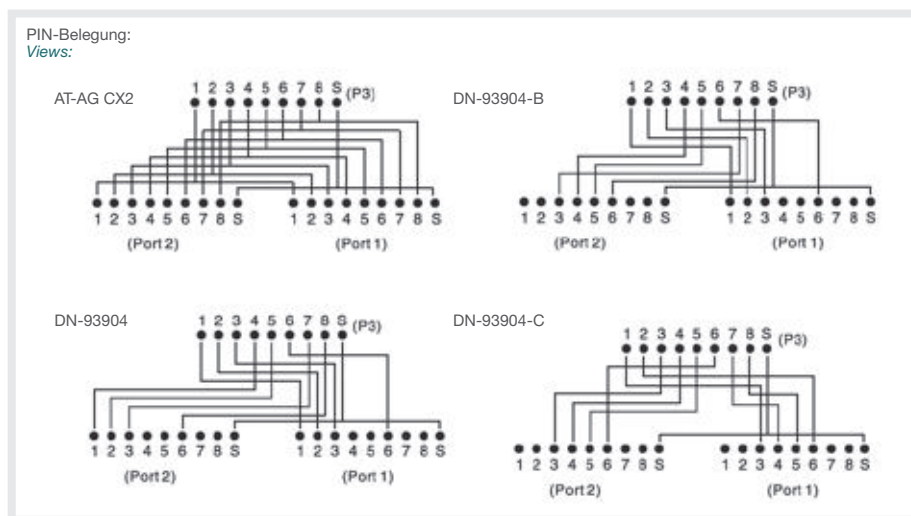 PIN-Belegung:
Views:
AT-AG CX2
1 2 3 4 5 6 7 8 S (P3)
1 2 3 4 5 6 7 8 S
1 2 3 4 5 6 7 8 S
(Port 2)
(Port 1)
DN-93904-B
1 2 3 4 5 6 7 8 S (P3)
1 2 3 4 5 6 7 8 S
1 2 3 4 5 6 7 8 S
(Port 2)
(Port 1)
DN-93904
1 2 3 4 5 6 7 8 S (P3)
1 2 3 4 5 6 7 8 S
1 2 3 4 5 6 7 8 S
(Port 2)
(Port 1)
DN-93904-C
1 2 3 4 5 6 7 8 S (P3)
1 2 3 4 5 6 7 8 S
1 2 3 4 5 6 7 8 S
(Port 2)
(Port 1)